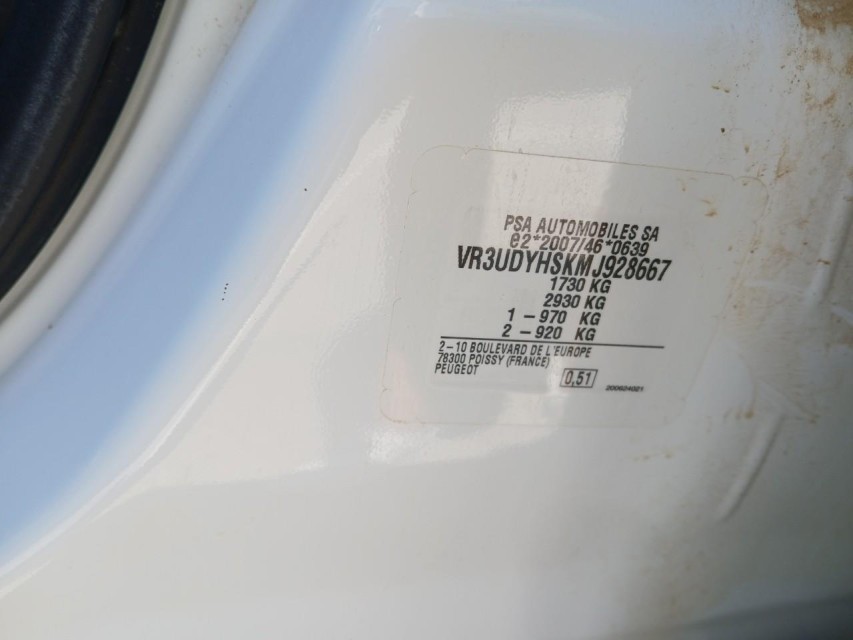 PSA AUTOMOBILES SA
e2*2007/46*0639
VR3UDYHSKMJ928667
1730 KG
2930 KG
1 – 970 KG
2 – 920 KG
2–10 BOULEVARD DE L'EUROPE
78300 POISSY (FRANCE)
PEUGEOT
0,51
200624021